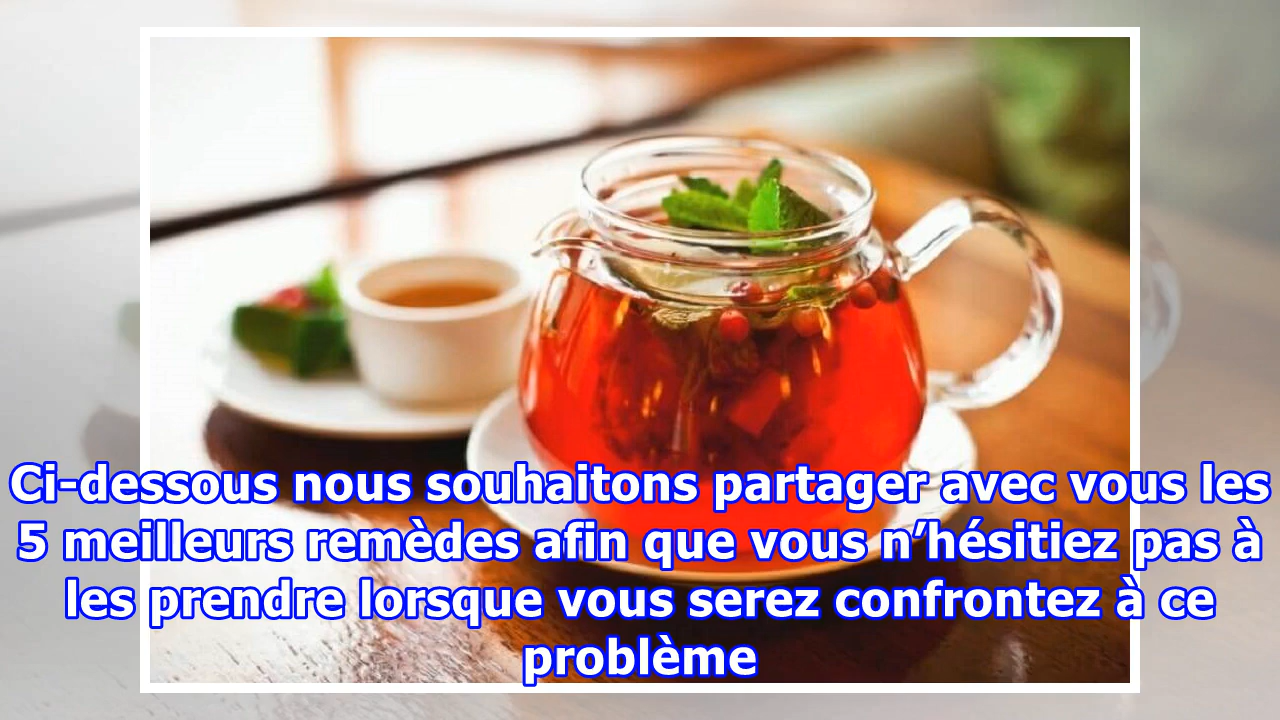 Ci-dessous nous souhaitons partager avec vous les
5 meilleurs remèdes afin que vous n’hésitiez pas à
les prendre lorsque vous serez confrontez à ce
problème